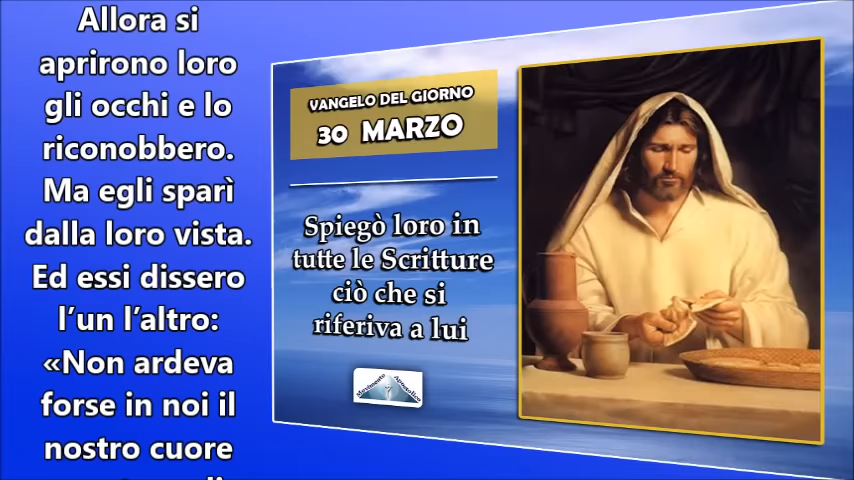 Allora si
aprirono loro
gli occhi e lo
riconobbero.
Ma egli sparì
dalla loro vista.
Ed essi dissero
l’un l’altro:
«Non ardeva
forse in noi il
nostro cuore
VANGELO DEL GIORNO
30 MARZO
Spiegò loro in
tutte le Scritture
ciò che si
riferiva a lui
Movimento Apostolico